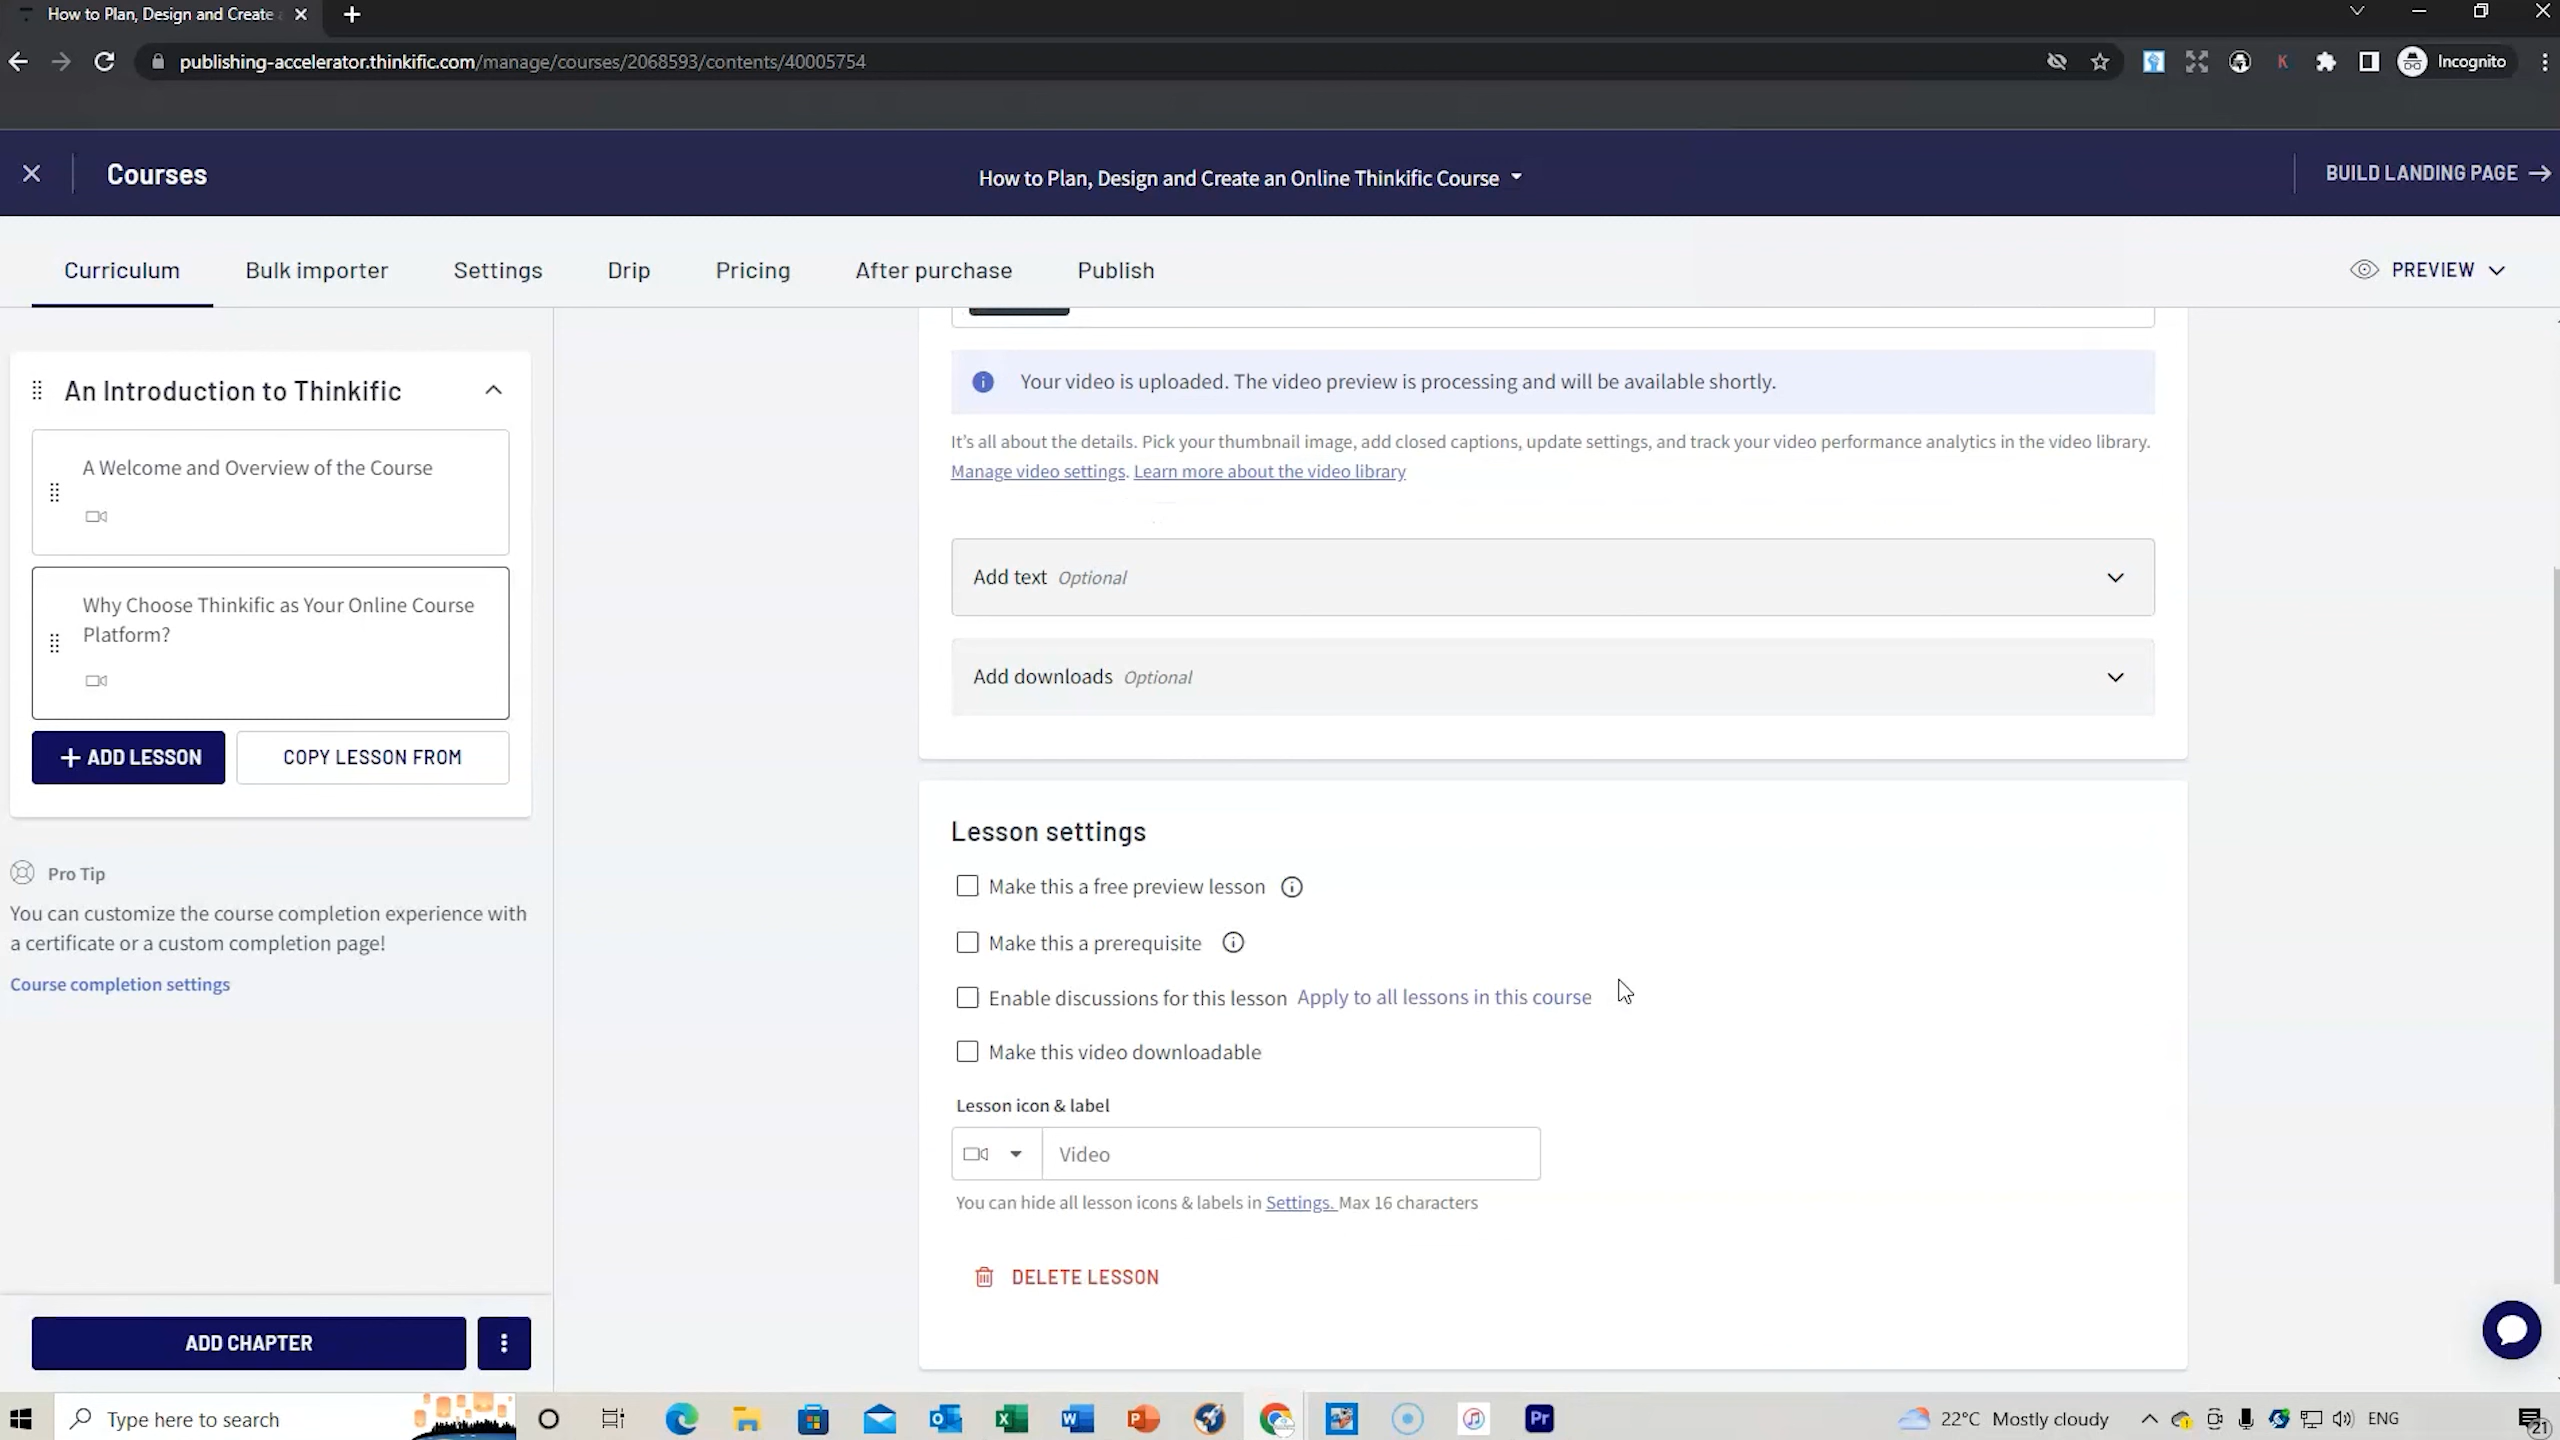 How to Plan, Design and Create
publishing-accelerator.thinkific.com/manage/courses/2068593/contents/40005754
K
Incognito
Courses
How to Plan, Design and Create an Online Thinkific Course
BUILD LANDING PAGE
Curriculum
Bulk importer
Settings
Drip
Pricing
After purchase
Publish
PREVIEW
An Introduction to Thinkific
A Welcome and Overview of the Course
Why Choose Thinkific as Your Online Course
Platform?
+ ADD LESSON
COPY LESSON FROM
Pro Tip
You can customize the course completion experience with
a certificate or a custom completion page!
Course completion settings
ADD CHAPTER
Your video is uploaded. The video preview is processing and will be available shortly.
It's all about the details. Pick your thumbnail image, add closed captions, update settings, and track your video performance analytics in the video library.
Manage video settings. Learn more about the video library
Add text Optional
Add downloads Optional
Lesson settings
Make this a free preview lesson
Make this a prerequisite
Enable discussions for this lesson Apply to all lessons in this course
Make this video downloadable
Lesson icon & label
Video
You can hide all lesson icons & labels in Settings. Max 16 characters
DELETE LESSON
Type here to search
Pr
22°C Mostly cloudy
ENG
21